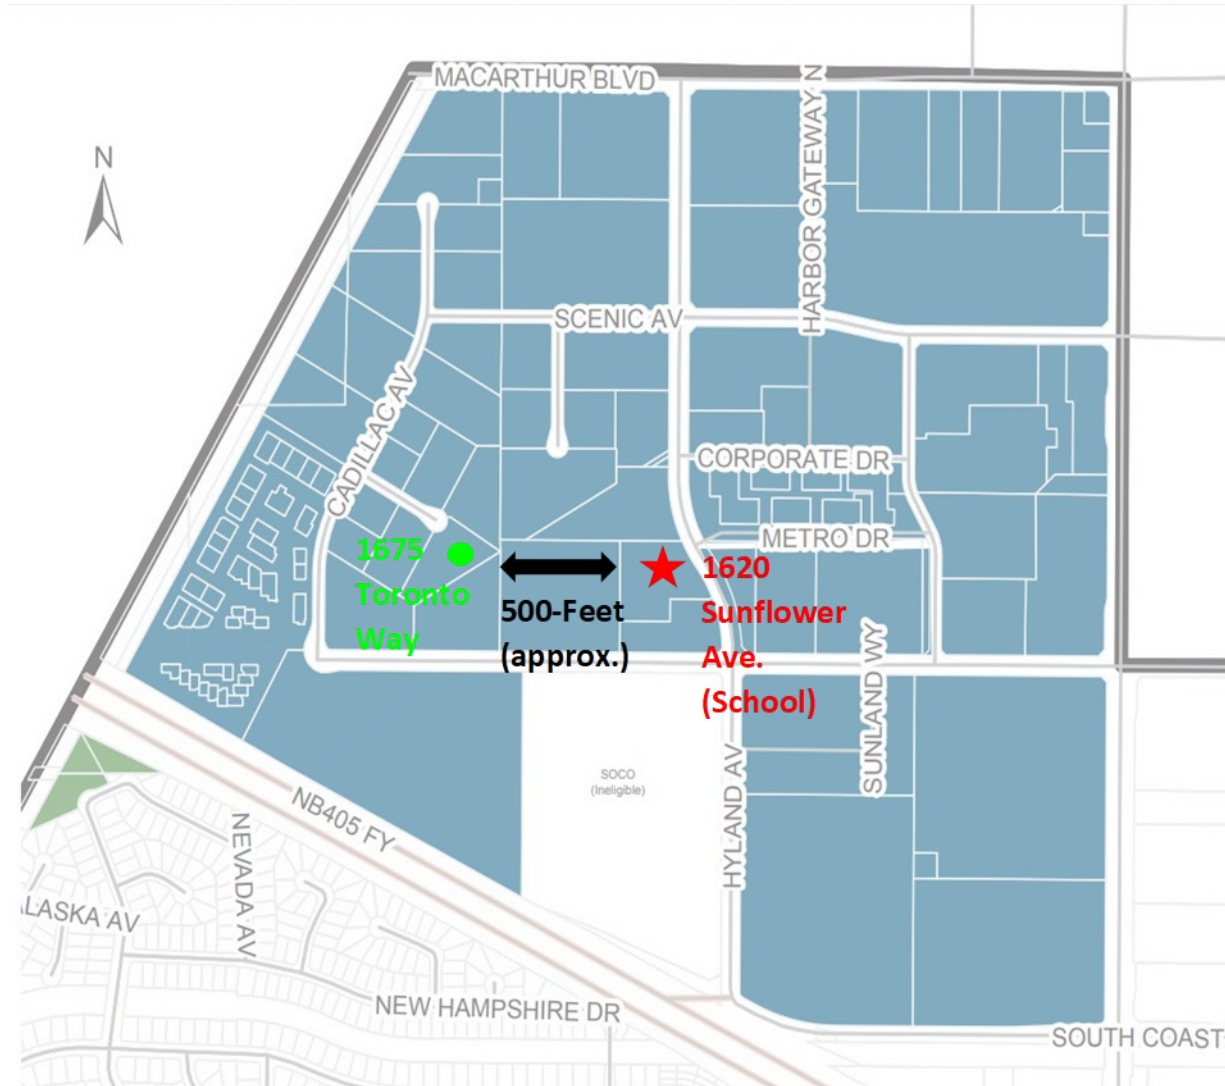 MACARTHUR BLVD
N
HARBOR GATEWAY N
SCENIC AV
CADILLAC AV
CORPORATE DR
METRO DR
1675
Toronto
Way
500-Feet
(approx.)
1620
Sunflower
Ave.
(School)
SUNLAND WY
HYLAND AV
SOCO
(Ineligible)
NB405 FY
NEVADA AV
LASKA AV
NEW HAMPSHIRE DR
SOUTH COAST